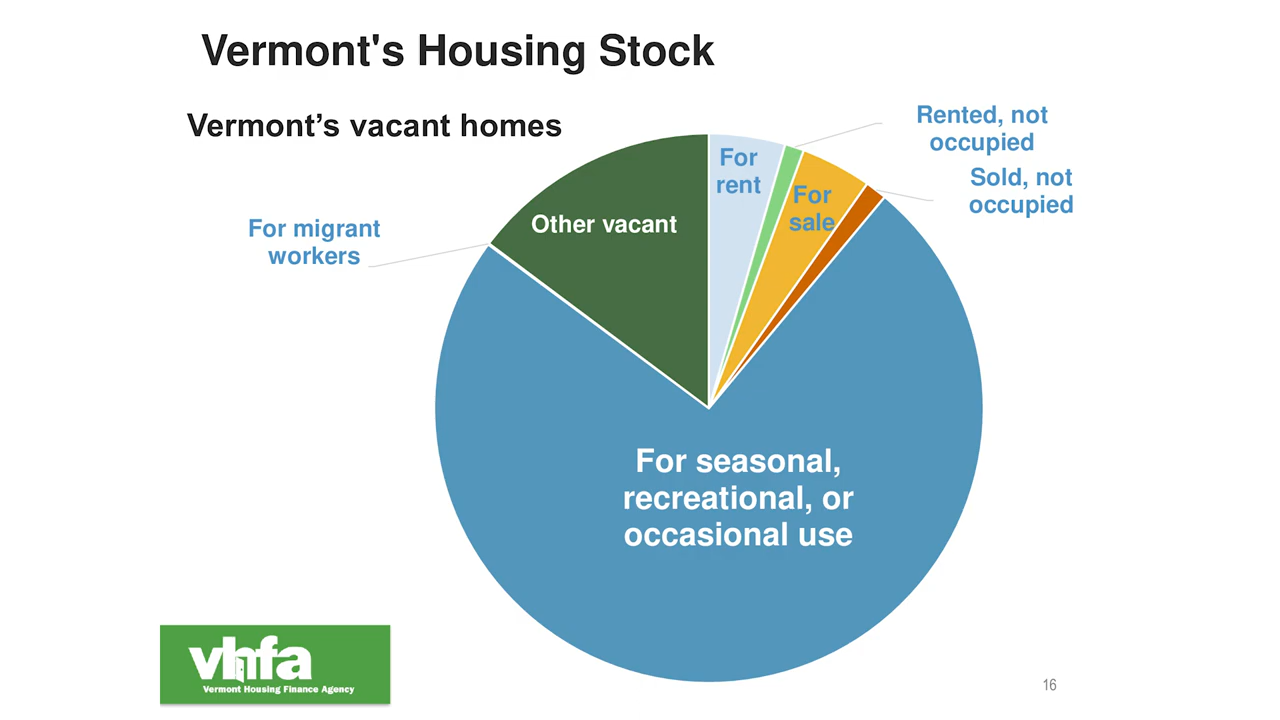 Vermont's Housing Stock
Vermont’s vacant homes
Rented, not
occupied
For
rent
Sold, not
occupied
For
sale
Other vacant
For migrant
workers
For seasonal,
recreational, or
occasional use
vhfa
Vermont Housing Finance Agency
16